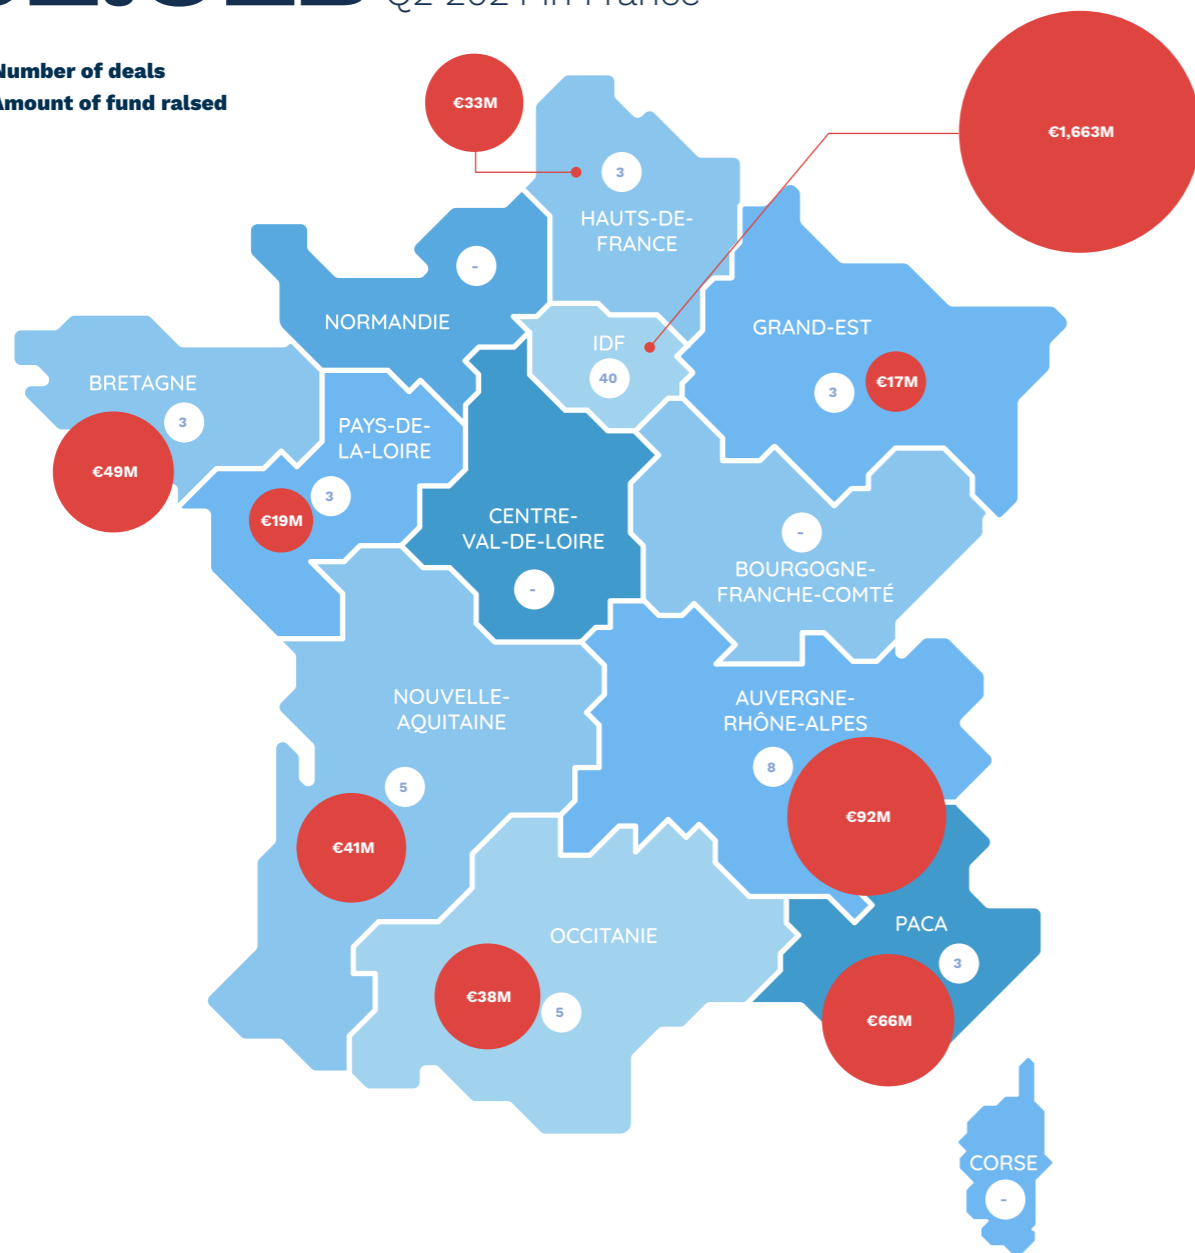 Q2 2024 in France
Number of deals
Amount of fund raised
€33M
€1,663M
3
HAUTS-DE-
FRANCE
-
NORMANDIE
IDF
40
GRAND-EST
3
€17M
BRETAGNE
3
€49M
PAYS-DE-
LA-LOIRE
3
€19M
CENTRE-
VAL-DE-LOIRE
-
-
BOURGOGNE-
FRANCHE-COMTÉ
NOUVELLE-
AQUITAINE
5
€41M
AUVERGNE-
RHÔNE-ALPES
8
€92M
OCCITANIE
€38M
5
PACA
3
€66M
CORSE
-